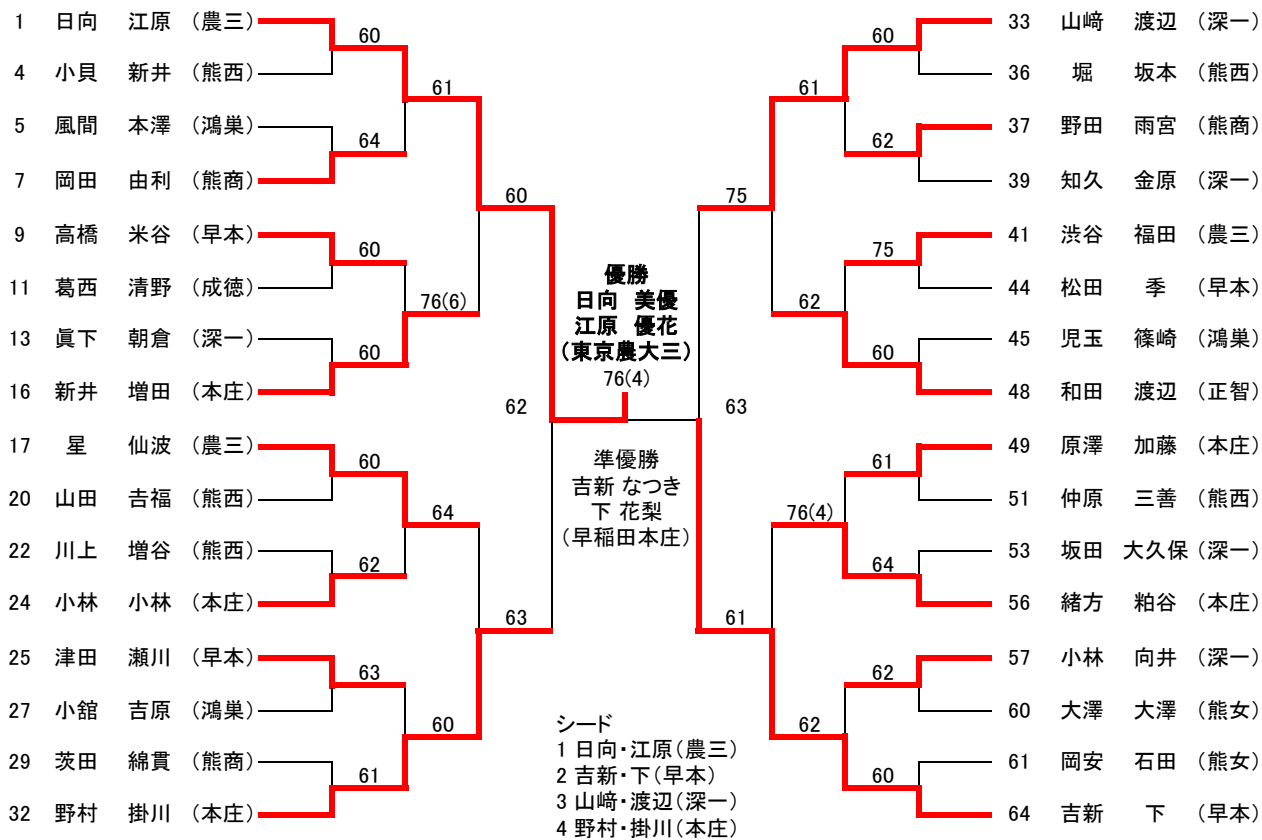 1 日向 江原 (農三)
4 小貝 新井 (熊西)
5 風間 本澤 (鴻巣)
7 岡田 由利 (熊商)
9 高橋 米谷 (早本)
11 葛西 清野 (成徳)
13 眞下 朝倉 (深一)
16 新井 増田 (本庄)
17 星 仙波 (農三)
20 山田 吉福 (熊西)
22 川上 増谷 (熊西)
24 小林 小林 (本庄)
25 津田 瀬川 (早本)
27 小舘 吉原 (鴻巣)
29 茨田 綿貫 (熊商)
32 野村 掛川 (本庄)
60
64
60
60
60
62
63
61
61
76(6)
64
60
60
63
62
優勝
日向 美優
江原 優花
(東京農大三)
76(4)
準優勝
吉新 なつき
下 花梨
(早稲田本庄)
シード
1 日向・江原(農三)
2 吉新・下(早本)
3 山﨑・渡辺(深一)
4 野村・掛川(本庄)
63
75
61
61
62
76(4)
62
60
62
75
60
61
64
62
60
33 山﨑 渡辺 (深一)
36 堀 坂本 (熊西)
37 野田 雨宮 (熊商)
39 知久 金原 (深一)
41 渋谷 福田 (農三)
44 松田 季 (早本)
45 児玉 篠崎 (鴻巣)
48 和田 渡辺 (正智)
49 原澤 加藤 (本庄)
51 仲原 三善 (熊西)
53 坂田 大久保 (深一)
56 緒方 粕谷 (本庄)
57 小林 向井 (深一)
60 大澤 大澤 (熊女)
61 岡安 石田 (熊女)
64 吉新 下 (早本)